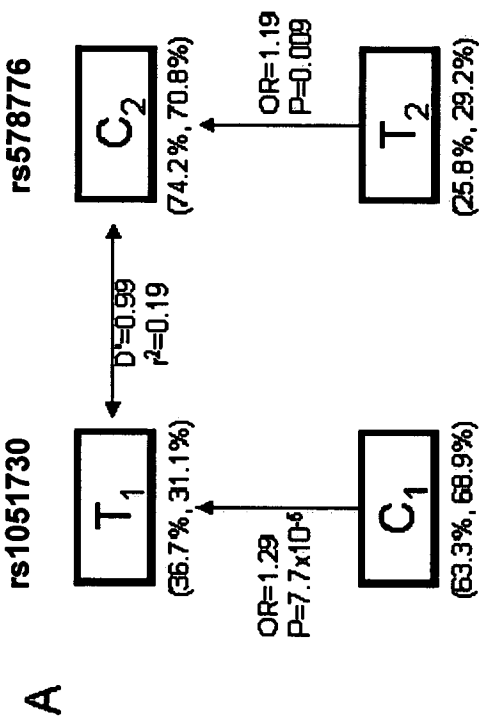 A
rs1051730
rs578776
T1
D'=0.99
r²=0.19
C2
(36.7%, 31.1%)
(74.2%, 70.8%)
OR=1.29
P=7.7x10⁻⁶
OR=1.19
P=0.009
C1
T2
(63.3%, 68.9%)
(25.8%, 29.2%)